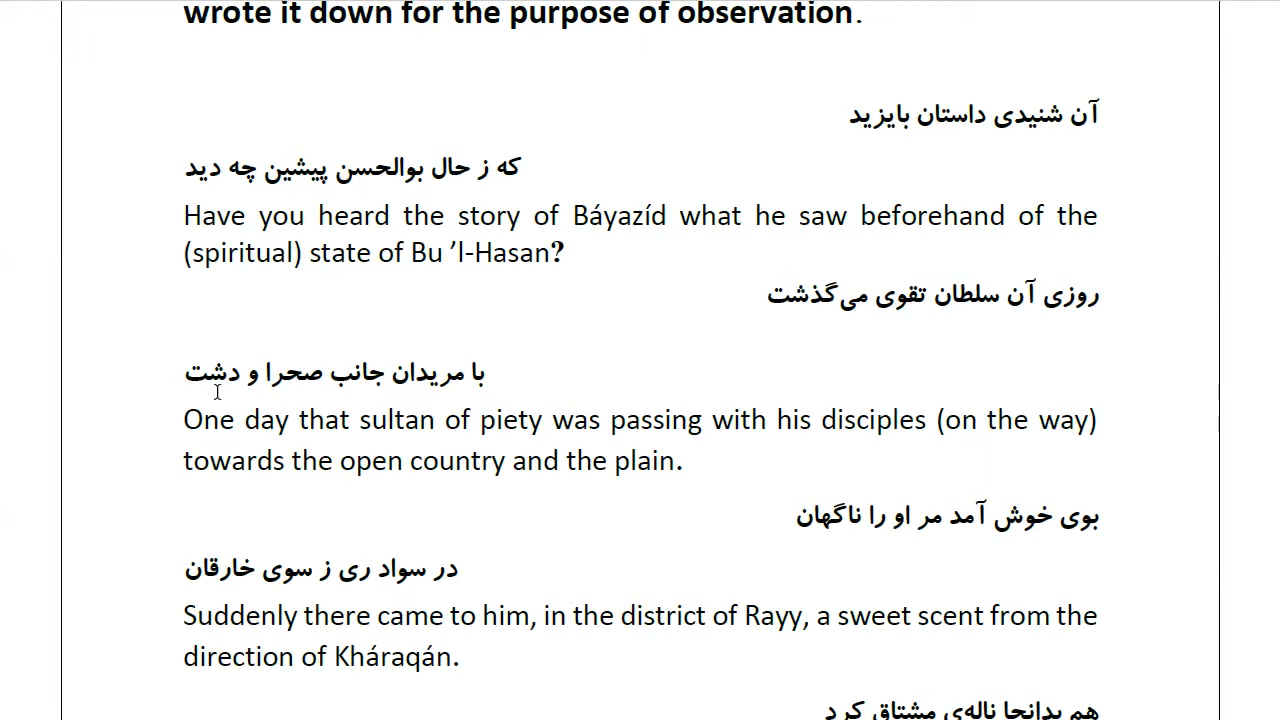 wrote it down for the purpose of observation.
آن شنیدی داستان بایزید
که ز حال بوالحسن پیشین چه دید
Have you heard the story of Báyazíd what he saw beforehand of the
(spiritual) state of Bu ’l-Hasan?
روزی آن سلطان تقوی می‌گذشت
با مریدان جانب صحرا و دشت
One day that sultan of piety was passing with his disciples (on the way)
towards the open country and the plain.
بوی خوش آمد مر او را ناگهان
در سواد ری ز سوی خارقان
Suddenly there came to him, in the district of Rayy, a sweet scent from the
direction of Kháraqán.
هم بدانجا ناله‌ی مشتاق کرد